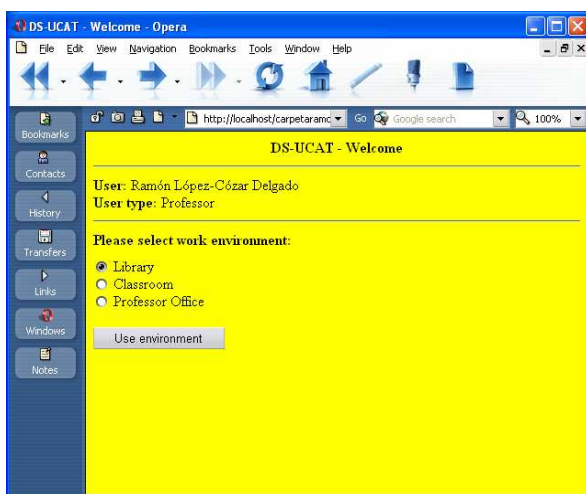 DS-UCAT - Welcome - Opera
File Edit View Navigation Bookmarks Tools Window Help
http://localhost/carpetaramo Go Google search 100%
Bookmarks
Contacts
History
Transfers
Links
Windows
Notes
DS-UCAT - Welcome
User: Ramón López-Cózar Delgado
User type: Professor
Please select work environment:
Library
Classroom
Professor Office
Use environment